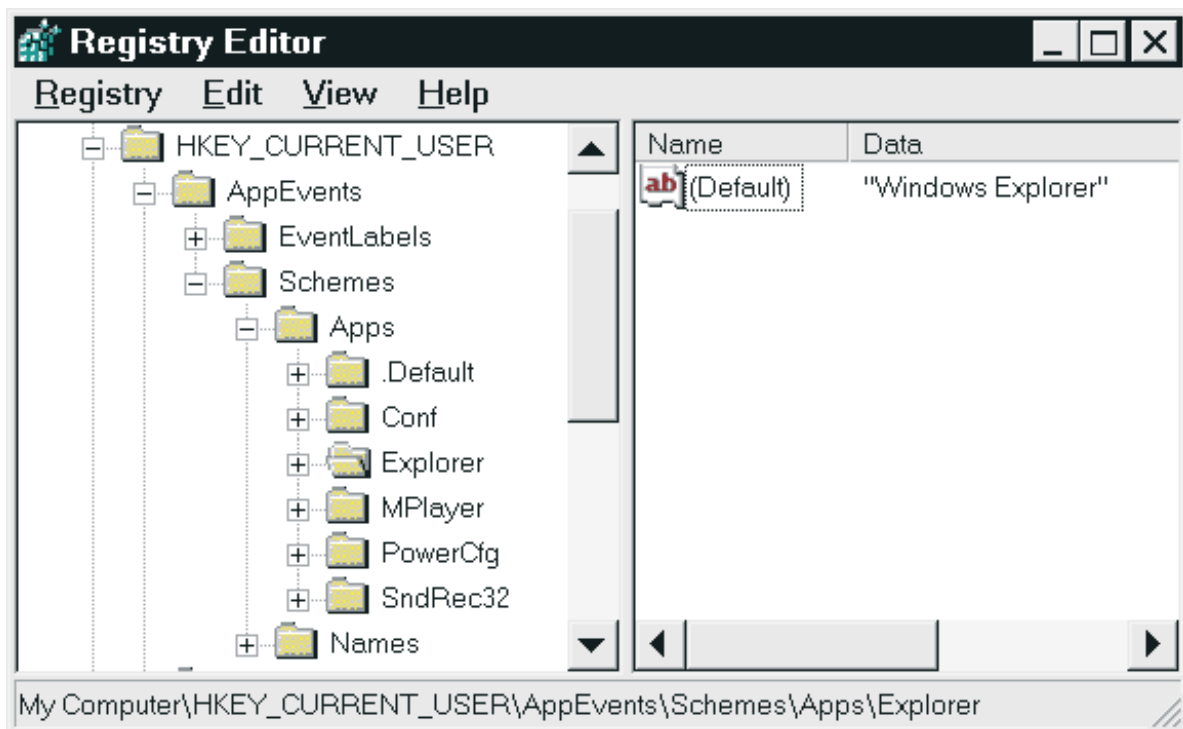 Registry Editor
Registry Edit View Help
HKEY_CURRENT_USER
AppEvents
EventLabels
Schemes
Apps
.Default
Conf
Explorer
MPlayer
PowerCfg
SndRec32
Names
Name Data
ab (Default) "Windows Explorer"
My Computer\HKEY_CURRENT_USER\AppEvents\Schemes\Apps\Explorer